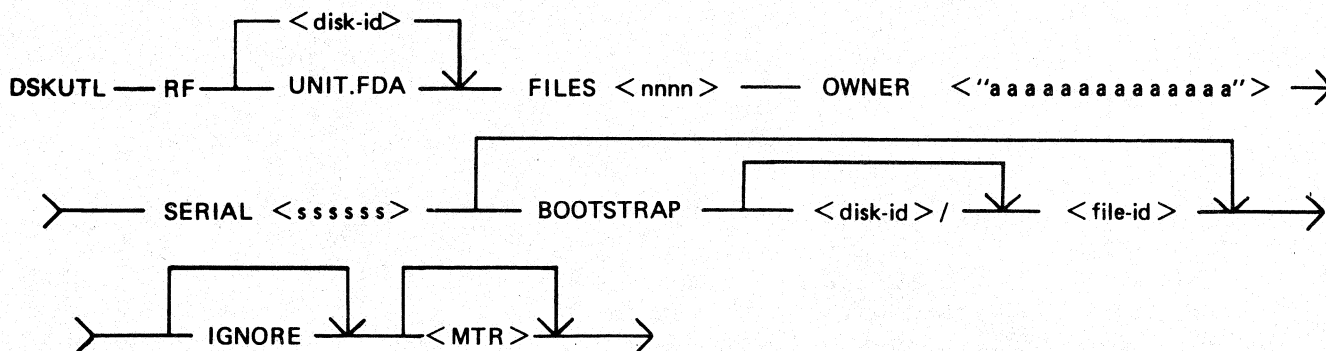 <disk-id>
DSKUTL RF UNIT.FDA FILES <nnnn> OWNER <"aaaaaaaaaaaaaa">
SERIAL <ssssss> BOOTSTRAP <disk-id>/ <file-id>
IGNORE <MTR>